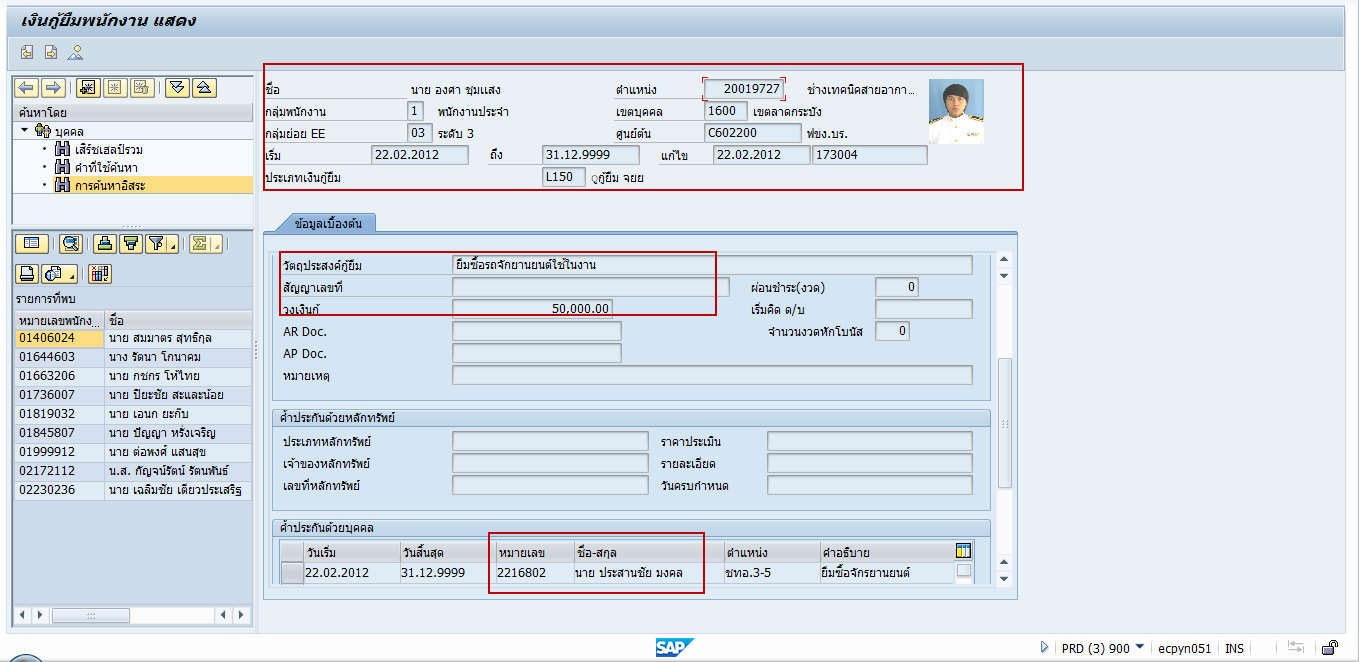 เงินกู้ยืมพนักงาน แสดง
ค้นหาโดย
บุคคล
เสิร์ชเฮลป์รวม
คำที่ใช้ค้นหา
การค้นหาอิสระ
รายการที่พบ
หมายเลขพนักง... ชื่อ
01406024 นาย สมมาตร สุทธิกุล
01644603 นาง รัตนา โกนาคม
01663206 นาย กชกร โห้ไทย
01736007 นาย ปิยะชัย สะและน้อย
01819032 นาย เอนก ยะกับ
01845807 นาย ปัญญา หรั่งเจริญ
01999912 นาย ต่อพงศ์ แสนสุข
02172112 น.ส. กัญจน์รัตน์ รัตนพันธ์
02230236 นาย เฉลิมชัย เดียวประเสริฐ
ชื่อ นาย องศา ชุมแสง ตำแหน่ง 20019727 ช่างเทคนิคสายอากา...
กลุ่มพนักงาน 1 พนักงานประจำ เขตบุคคล 1600 เขตลาดกระบัง
กลุ่มย่อย EE 03 ระดับ 3 ศูนย์ต้น C602200 ฟขง.บร.
เริ่ม 22.02.2012 ถึง 31.12.9999 แก้ไข 22.02.2012 173004
ประเภทเงินกู้ยืม L150 กู้ยืม จยย
ข้อมูลเบื้องต้น
วัตถุประสงค์กู้ยืม ยืมซื้อรถจักยานยนต์ใช้ในงาน
สัญญาเลขที่ ผ่อนชำระ(งวด) 0
วงเงินกู้ 50,000.00 เริ่มคิด ด/บ
AR Doc. จำนวนงวดหักโบนัส 0
AP Doc.
หมายเหตุ
ค้ำประกันด้วยหลักทรัพย์
ประเภทหลักทรัพย์ ราคาประเมิน
เจ้าของหลักทรัพย์ รายละเอียด
เลขที่หลักทรัพย์ วันครบกำหนด
ค้ำประกันด้วยบุคคล
วันเริ่ม วันสิ้นสุด หมายเลข ชื่อ-สกุล ตำแหน่ง คำอธิบาย
22.02.2012 31.12.9999 2216802 นาย ประสานชัย มงคล ชทอ.3-5 ยืมซื้อจักรยานยนต์
SAP PRD (3) 900 ecpyn051 INS